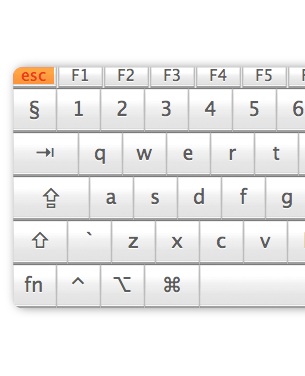 esc F1 F2 F3 F4 F5
§ 1 2 3 4 5 6
⇥ q w e r t
⇪ a s d f g
⇧ ` z x c v
fn ^ ⌥ ⌘